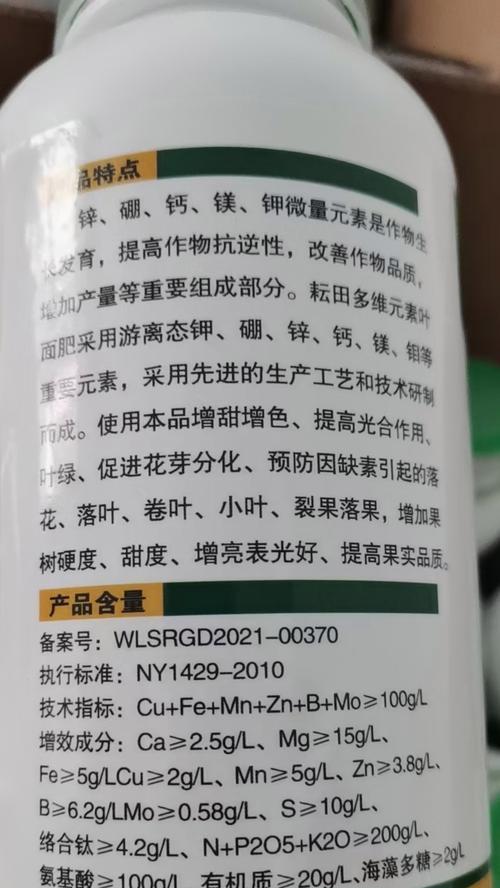 品特点
锌、硼、钙、镁、钾微量元素是作物生
长发育，提高作物抗逆性，改善作物品质，
增加产量等重要组成部分。耘田多维元素叶
面肥采用游离态钾、硼、锌、钙、镁、钼等
重要元素，采用先进的生产工艺和技术研制
而成。使用本品增甜增色、提高光合作用、
叶绿、促进花芽分化、预防因缺素引起的落
花、落叶、卷叶、小叶、裂果落果，增加果
树硬度、甜度、增亮表光好、提高果实品质。
产品含量
备案号：WLSRGD2021-00370
执行标准：NY1429-2010
技术指标：Cu+Fe+Mn+Zn+B+Mo≥100g/L
增效成分：Ca≥2.5g/L、Mg≥15g/L、
Fe≥5g/LCu≥2g/L、Mn≥5g/L、Zn≥3.8g/L、
B≥6.2g/LMo≥0.58g/L、S≥10g/L、
络合钛≥4.2g/L、N+P2O5+K2O≥200g/L、
氨基酸≥100g/L、有机质≥20g/L、海藻多糖≥2g/L